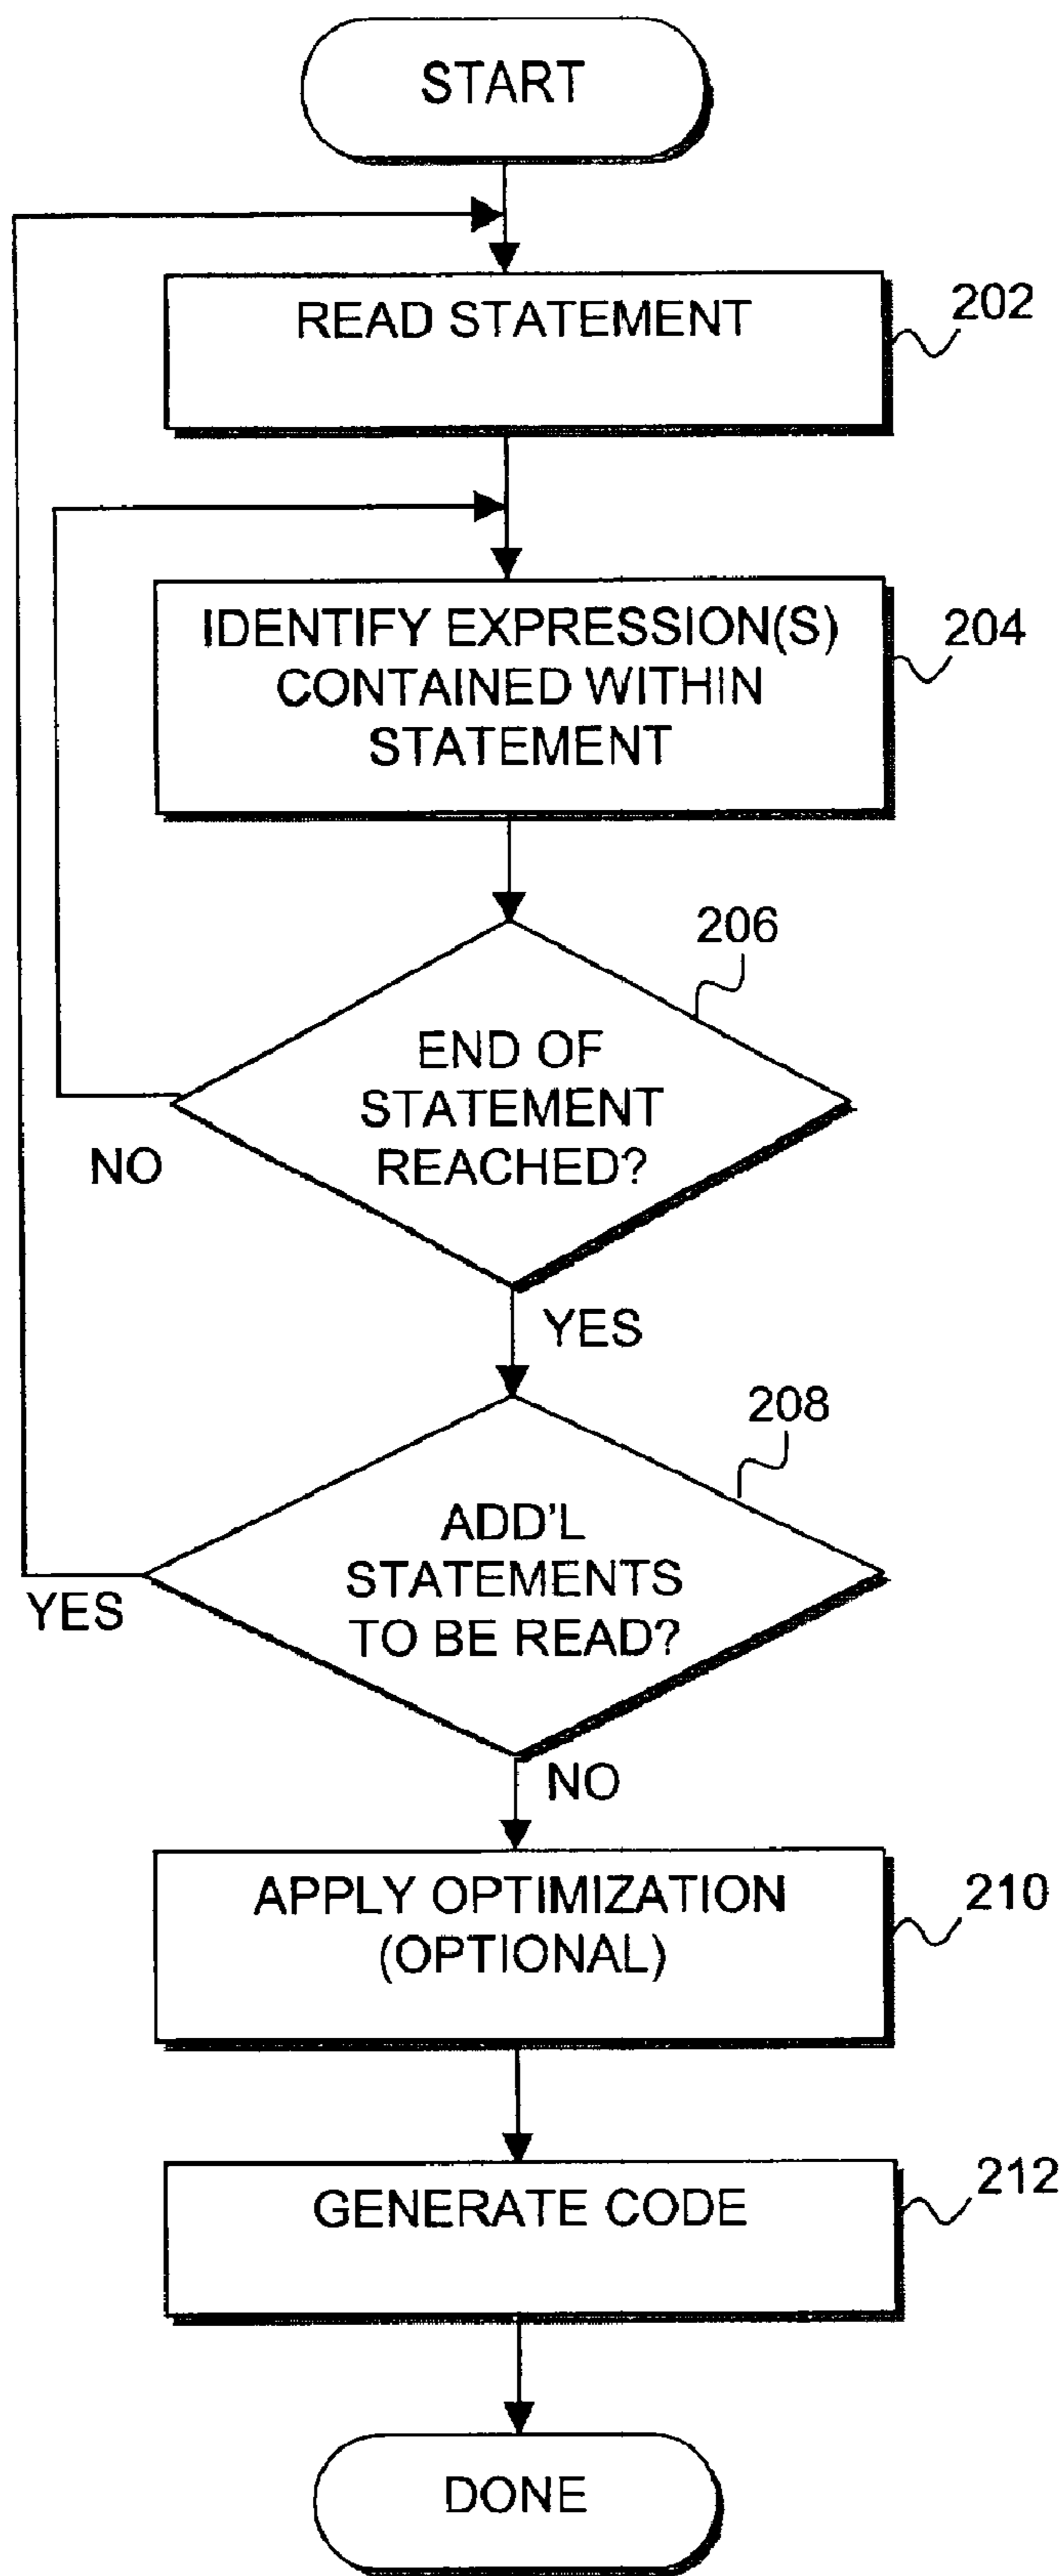 START
READ STATEMENT
202
IDENTIFY EXPRESSION(S)
CONTAINED WITHIN
STATEMENT
204
206
END OF
STATEMENT
REACHED?
NO
YES
208
ADD'L
STATEMENTS
TO BE READ?
YES
NO
APPLY OPTIMIZATION
(OPTIONAL)
210
GENERATE CODE
212
DONE